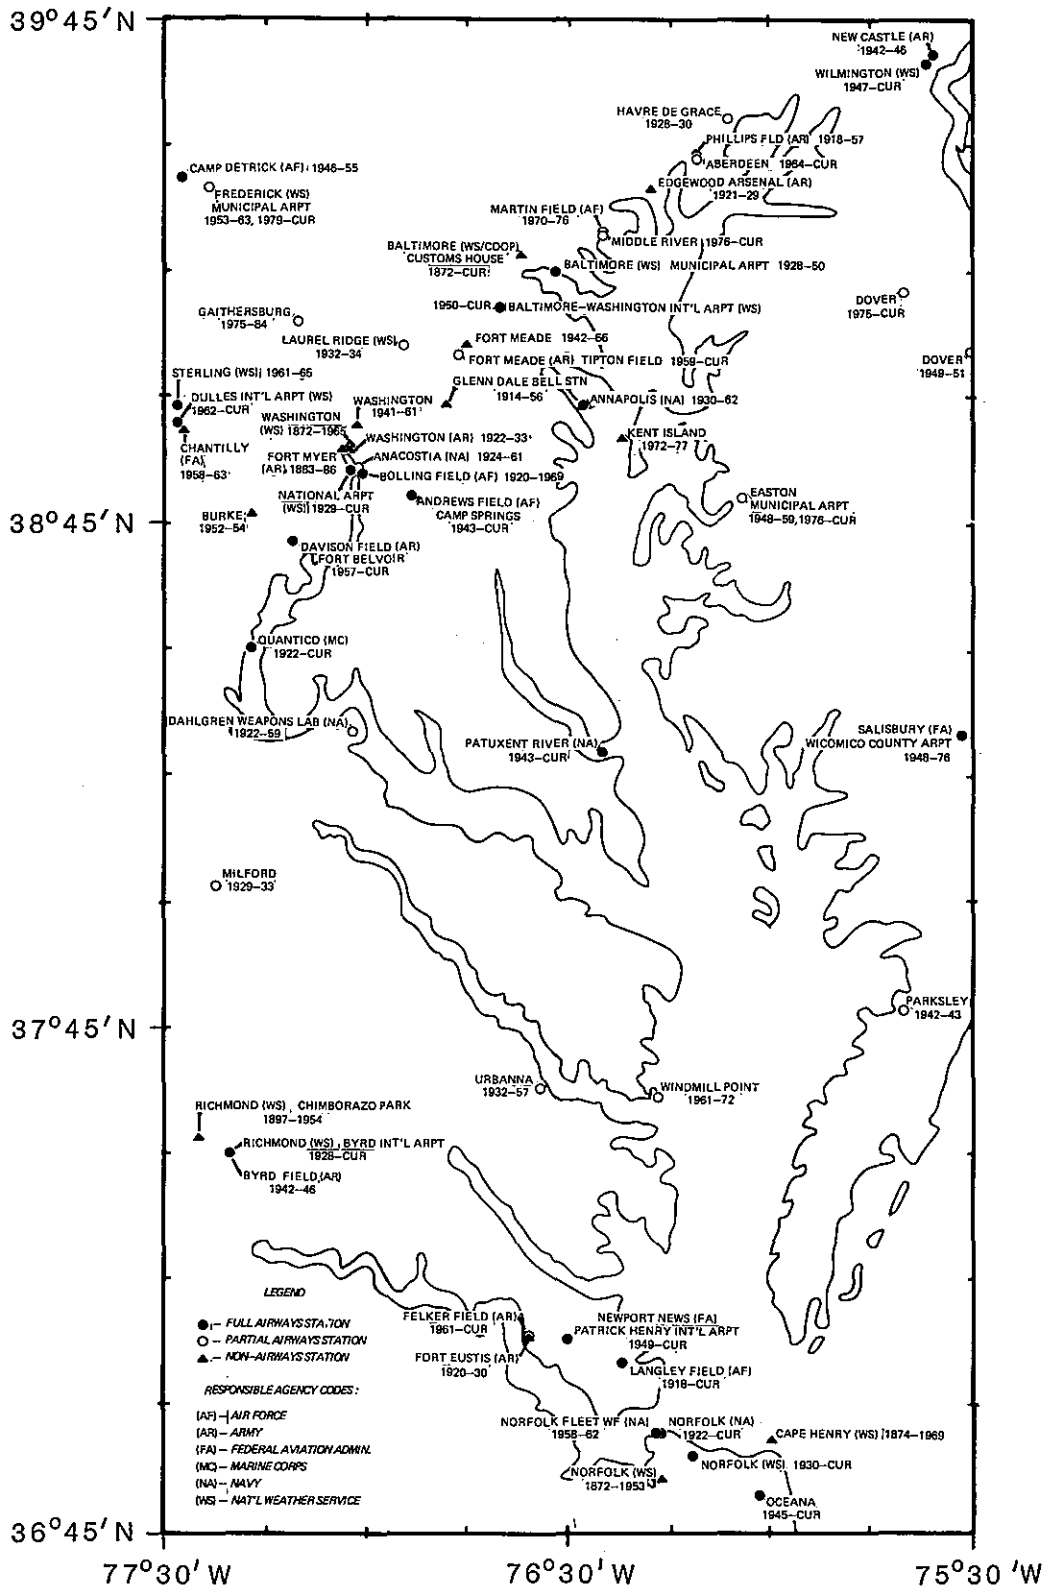 39°45'N
NEW CASTLE (AR)
1942-46
WILMINGTON (WS)
1947-CUR
HAVRE DE GRACE
1928-30
PHILLIPS FLD (AR) 1918-57
ABERDEEN 1964-CUR
CAMP DETRICK (AF) 1946-55
FREDERICK (WS)
MUNICIPAL ARPT
1953-63, 1979-CUR
EDGEWOOD ARSENAL (AR)
1921-29
MARTIN FIELD (AF)
1970-76
MIDDLE RIVER 1976-CUR
BALTIMORE (WS/COOP)
CUSTOMS HOUSE
1872-CUR
BALTIMORE (WS) MUNICIPAL ARPT 1928-50
1950-CUR BALTIMORE-WASHINGTON INT'L ARPT (WS)
DOVER
1975-CUR
GAITHERSBURG
1975-84
LAUREL RIDGE (WS)
1932-34
FORT MEADE 1942-66
FORT MEADE (AR) TIPTON FIELD 1959-CUR
DOVER
1949-51
STERLING (WS) 1961-65
GLENN DALE BELL STN
1914-56
DULLES INT'L ARPT (WS)
1962-CUR
WASHINGTON
1941-61
ANNAPOLIS (NA) 1930-62
WASHINGTON
(WS) 1872-1965
CHANTILLY
(FA)
1958-63
WASHINGTON (AR) 1922-33
KENT ISLAND
1972-77
FORT MYER
(AR) 1883-86
ANACOSTIA (NA) 1924-61
BOLLING FIELD (AF) 1920-1969
NATIONAL ARPT
(WS) 1929-CUR
ANDREWS FIELD (AF)
CAMP SPRINGS
1943-CUR
EASTON
MUNICIPAL ARPT
1948-59, 1976-CUR
BURKE
1952-54
38°45'N
DAVISON FIELD (AR)
FORT BELVOIR
1957-CUR
QUANTICO (MC)
1922-CUR
DAHLGREN WEAPONS LAB (NA)
1922-59
PATUXENT RIVER (NA)
1943-CUR
SALISBURY (FA)
WICOMICO COUNTY ARPT
1948-76
MILFORD
1929-33
PARKSLEY
1942-43
37°45'N
URBANNA
1932-57
WINDMILL POINT
1961-72
RICHMOND (WS), CHIMBORAZO PARK
1897-1954
RICHMOND (WS), BYRD INT'L ARPT
1928-CUR
BYRD FIELD (AR)
1942-46
LEGEND
FULL AIRWAYS STATION
PARTIAL AIRWAYS STATION
NON-AIRWAYS STATION
RESPONSIBLE AGENCY CODES:
(AF) - AIR FORCE
(AR) - ARMY
(FA) - FEDERAL AVIATION ADMIN.
(MC) - MARINE CORPS
(NA) - NAVY
(WS) - NAT'L WEATHER SERVICE
FELKER FIELD (AR)
1961-CUR
FORT EUSTIS (AR)
1920-30
NEWPORT NEWS (FA)
PATRICK HENRY INT'L ARPT
1949-CUR
LANGLEY FIELD (AF)
1918-CUR
NORFOLK FLEET WF (NA)
1958-62
NORFOLK (NA)
1922-CUR
CAPE HENRY (WS) 1874-1969
NORFOLK (WS) 1930-CUR
NORFOLK (WS)
1872-1953
OCEANA
1945-CUR
36°45'N
77°30'W 76°30'W 75°30'W